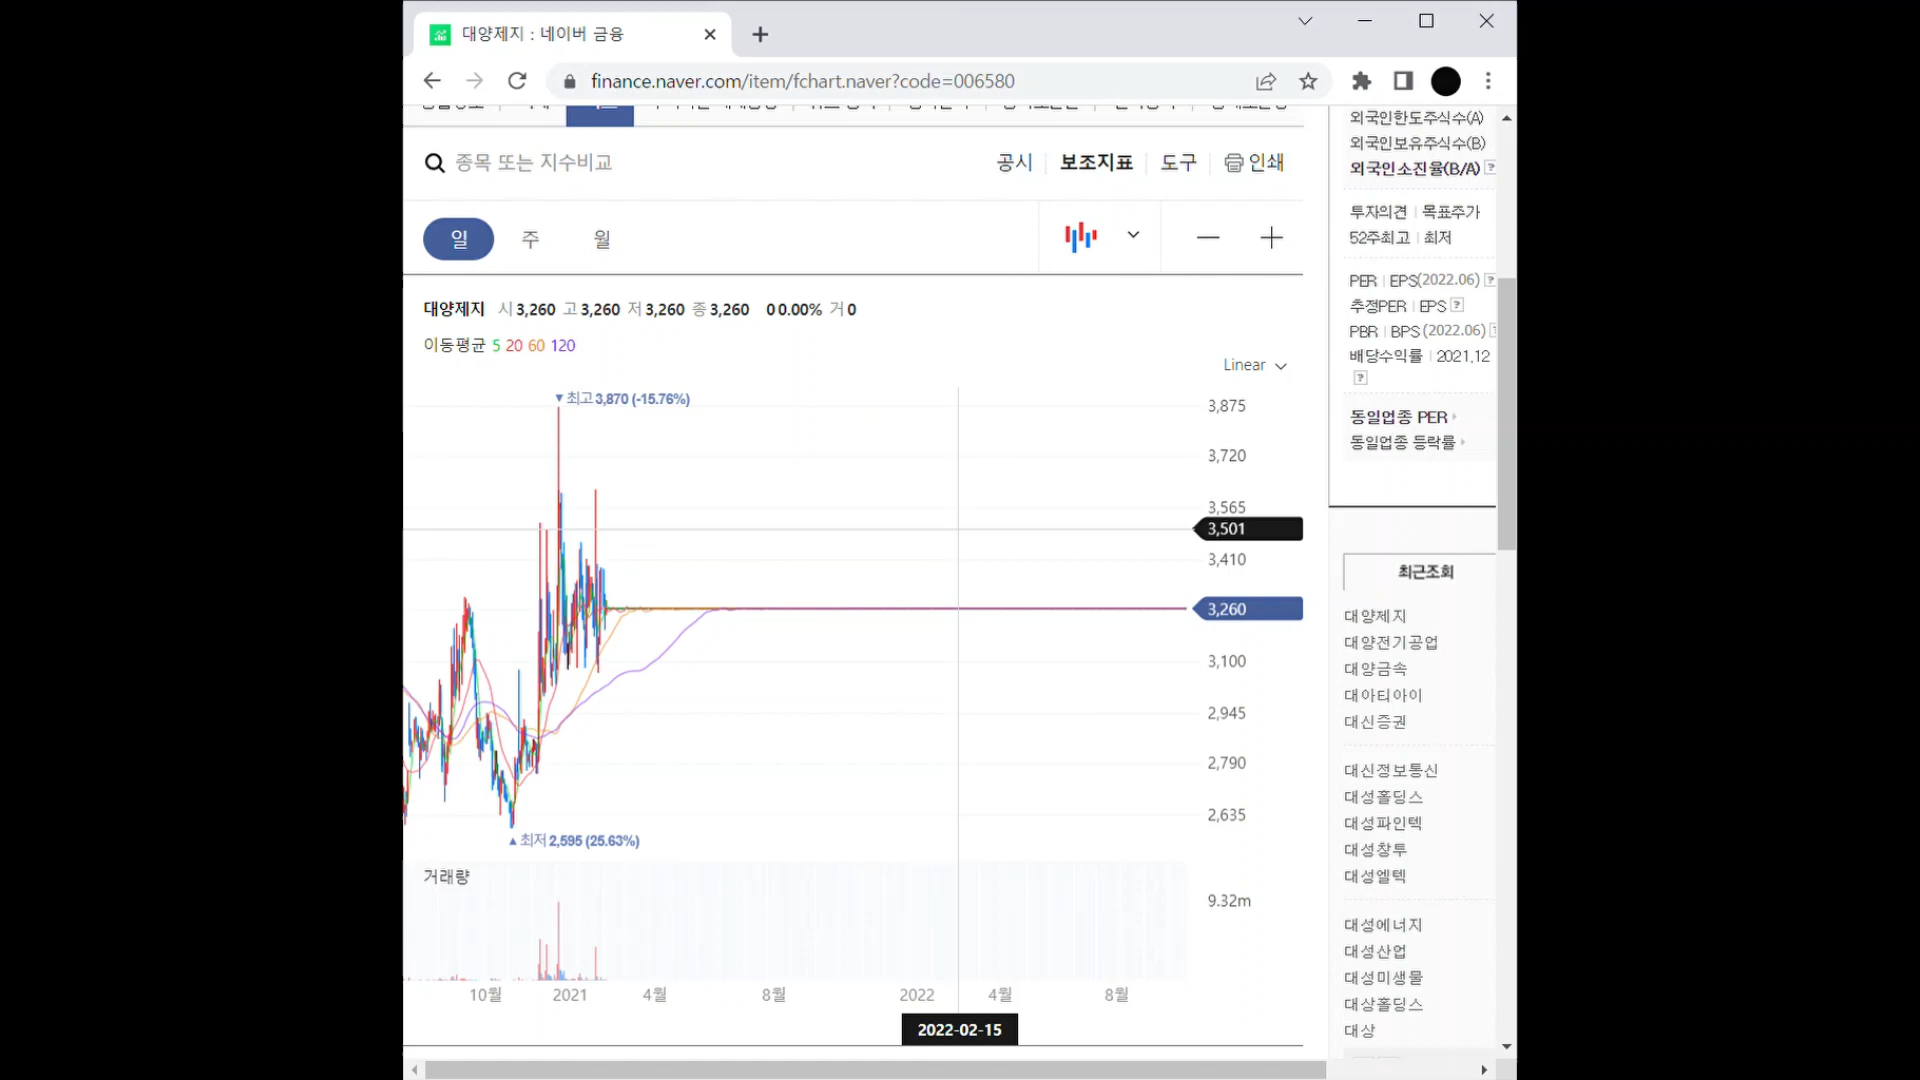 대양제지 : 네이버 금융
finance.naver.com/item/fchart.naver?code=006580
종목 또는 지수비교
공시 보조지표 도구 인쇄
일 주 월
대양제지 시 3,260 고 3,260 저 3,260 종 3,260 0 0.00% 거 0
이동평균 5 20 60 120
Linear
▼최고 3,870 (-15.76%)
3,875
3,720
3,565
3,501
3,410
3,260
3,100
2,945
2,790
2,635
▲최저 2,595 (25.63%)
거래량
9.32m
10월 2021 4월 8월 2022 4월 8월
2022-02-15
외국인한도주식수(A)
외국인보유주식수(B)
외국인소진율(B/A) ?
투자의견 | 목표주가
52주최고 | 최저
PER | EPS(2022.06) ?
추정PER | EPS ?
PBR | BPS (2022.06) ?
배당수익률 | 2021.12
?
동일업종 PER
동일업종 등락률
최근조회
대양제지
대양전기공업
대양금속
대아티아이
대신증권
대신정보통신
대성홀딩스
대성파인텍
대성창투
대성엘텍
대성에너지
대성산업
대성미생물
대상홀딩스
대상